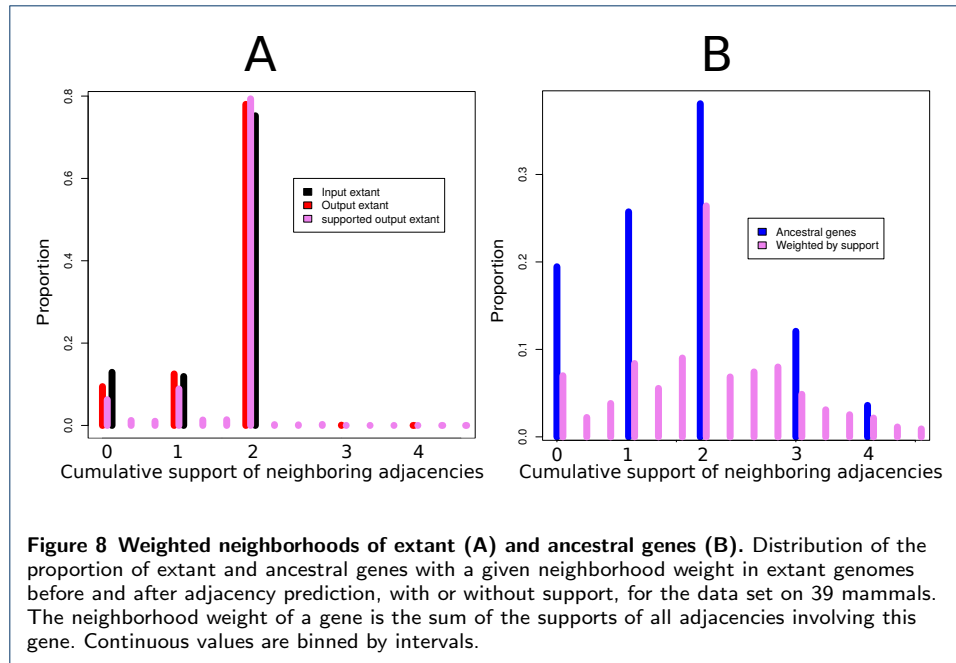 A
0.8
0.6
0.4
0.2
0.0
Proportion
Input extant
Output extant
supported output extant
0 1 2 3 4
Cumulative support of neighboring adjacencies
B
0.3
0.2
0.1
0.0
Proportion
Ancestral genes
Weighted by support
0 1 2 3 4
Cumulative support of neighboring adjacencies
Figure 8 Weighted neighborhoods of extant (A) and ancestral genes (B). Distribution of the
proportion of extant and ancestral genes with a given neighborhood weight in extant genomes
before and after adjacency prediction, with or without support, for the data set on 39 mammals.
The neighborhood weight of a gene is the sum of the supports of all adjacencies involving this
gene. Continuous values are binned by intervals.